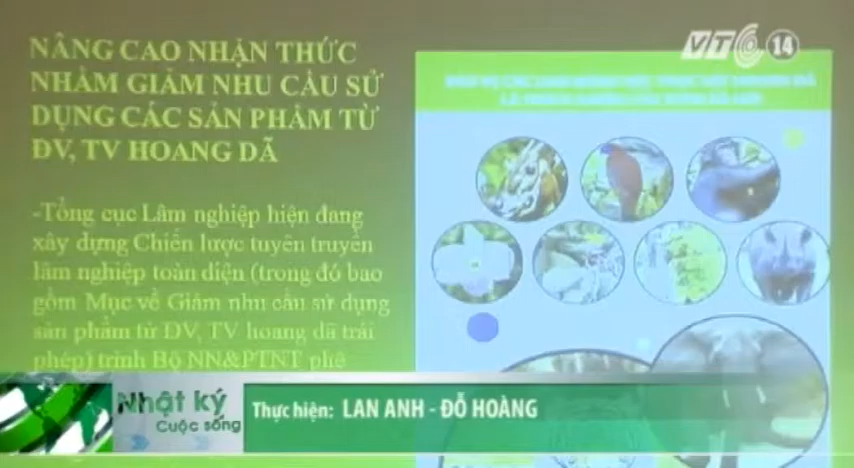 VTC 14
NÂNG CAO NHẬN THỨC
NHẰM GIẢM NHU CẦU SỬ
DỤNG CÁC SẢN PHẨM TỪ
ĐV, TV HOANG DÃ
-Tổng cục Lâm nghiệp hiện đang
xây dựng Chiến lược tuyên truyền
lâm nghiệp toàn diện (trong đó bao
gồm Mục về Giảm nhu cầu sử dụng
sản phẩm từ ĐV, TV hoang dã trái
phép) trình Bộ NN&PTNT phê
Nhật ký
Cuộc sống
Thực hiện: LAN ANH - ĐỖ HOÀNG